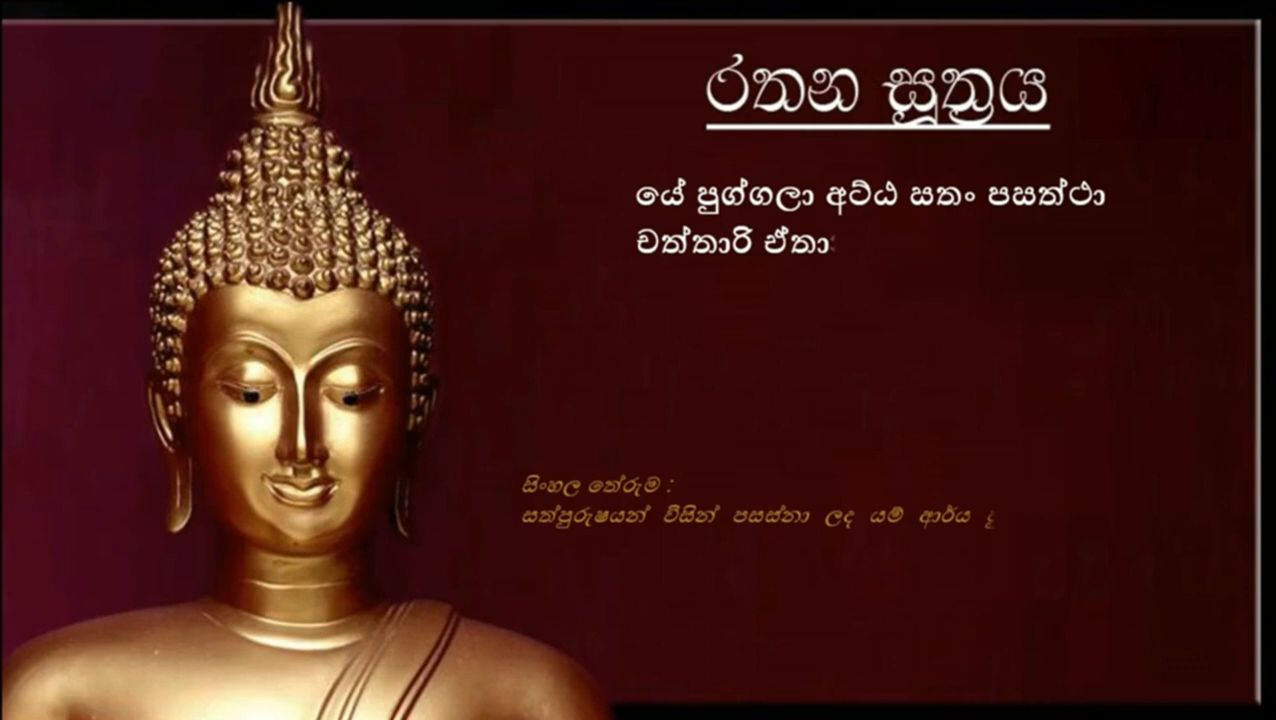 රතන සූත්‍රය
යේ පුග්ගලා අට්ඨ සතං පසත්ථා
චත්තාරි ඒතා
සිංහල තේරුම :
සත්පුරුෂයන් විසින් පසස්නා ලද යම් ආර්ය